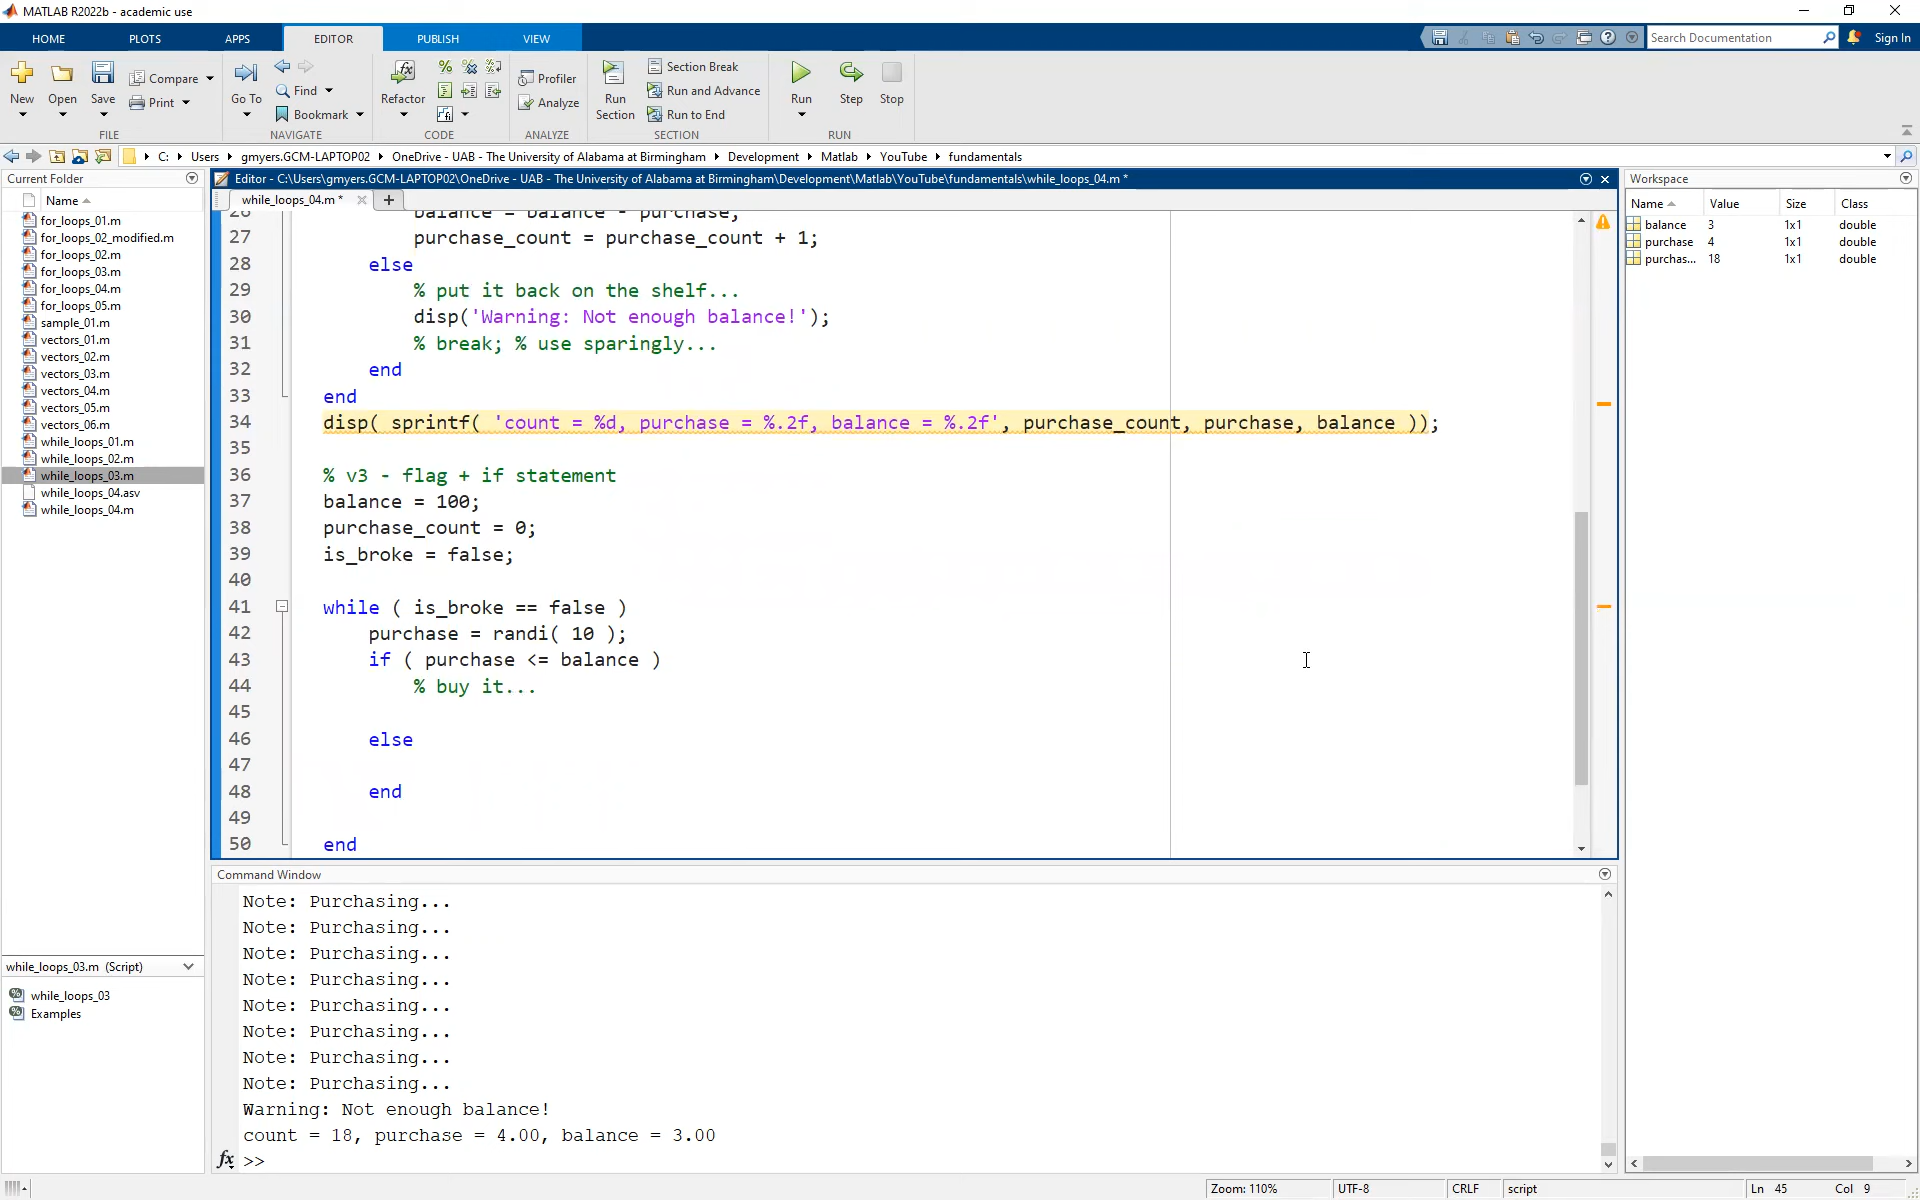 MATLAB R2022b - academic use
HOME PLOTS APPS EDITOR PUBLISH VIEW
Search Documentation
Sign In
New Open Save Compare Print
Go To Find Bookmark
Refactor
Profiler Analyze
Run Section
Section Break
Run and Advance
Run to End
Run Step Stop
FILE NAVIGATE CODE ANALYZE SECTION RUN
C: Users gmyers.GCM-LAPTOP02 OneDrive - UAB - The University of Alabama at Birmingham Development Matlab YouTube fundamentals
Current Folder
Name
for_loops_01.m
for_loops_02_modified.m
for_loops_02.m
for_loops_03.m
for_loops_04.m
for_loops_05.m
sample_01.m
vectors_01.m
vectors_02.m
vectors_03.m
vectors_04.m
vectors_05.m
vectors_06.m
while_loops_01.m
while_loops_02.m
while_loops_03.m
while_loops_04.asv
while_loops_04.m
while_loops_03.m (Script)
while_loops_03
Examples
Editor - C:\Users\gmyers.GCM-LAPTOP02\OneDrive - UAB - The University of Alabama at Birmingham\Development\Matlab\YouTube\fundamentals\while_loops_04.m *
while_loops_04.m *
26 balance = balance - purchase;
27 purchase_count = purchase_count + 1;
28 else
29 % put it back on the shelf...
30 disp('Warning: Not enough balance!');
31 % break; % use sparingly...
32 end
33 end
34 disp( sprintf( 'count = %d, purchase = %.2f, balance = %.2f', purchase_count, purchase, balance ));
35
36 % v3 - flag + if statement
37 balance = 100;
38 purchase_count = 0;
39 is_broke = false;
40
41 while ( is_broke == false )
42 purchase = randi( 10 );
43 if ( purchase <= balance )
44 % buy it...
45
46 else
47
48 end
49
50 end
Command Window
Note: Purchasing...
Note: Purchasing...
Note: Purchasing...
Note: Purchasing...
Note: Purchasing...
Note: Purchasing...
Note: Purchasing...
Note: Purchasing...
Warning: Not enough balance!
count = 18, purchase = 4.00, balance = 3.00
fx >>
Workspace
Name Value Size Class
balance 3 1x1 double
purchase 4 1x1 double
purchas... 18 1x1 double
Zoom: 110% UTF-8 CRLF script Ln 45 Col 9